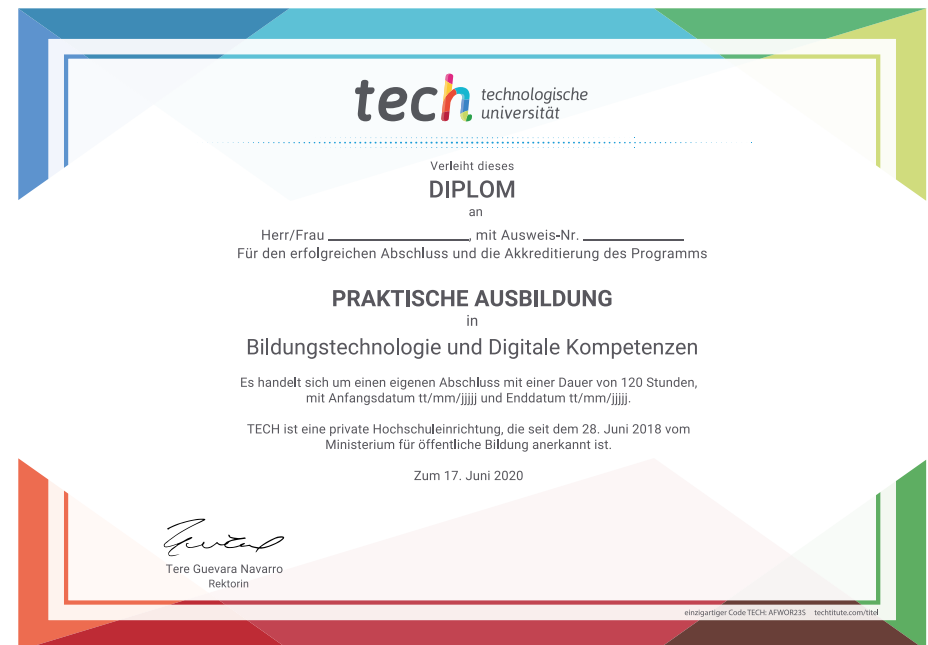 tech technologische
universität
Verleiht dieses
DIPLOM
an
Herr/Frau ____________________, mit Ausweis-Nr. ______________
Für den erfolgreichen Abschluss und die Akkreditierung des Programms
PRAKTISCHE AUSBILDUNG
in
Bildungstechnologie und Digitale Kompetenzen
Es handelt sich um einen eigenen Abschluss mit einer Dauer von 120 Stunden,
mit Anfangsdatum tt/mm/jjjjj und Enddatum tt/mm/jjjjj.
TECH ist eine private Hochschuleinrichtung, die seit dem 28. Juni 2018 vom
Ministerium für öffentliche Bildung anerkannt ist.
Zum 17. Juni 2020
Tere Guevara Navarro
Rektorin
einzigartiger Code TECH: AFWOR23S techtitute.com/titel